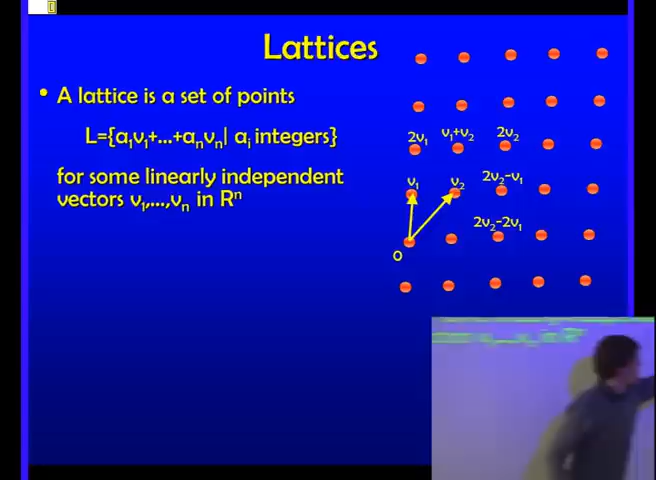 Lattices
• A lattice is a set of points
L={a₁v₁+...+aₙvₙ| aᵢ integers}
for some linearly independent
vectors v₁,...,vₙ in Rⁿ
2v₁ v₁+v₂ 2v₂
v₁ v₂ 2v₂-v₁
2v₂-2v₁
0